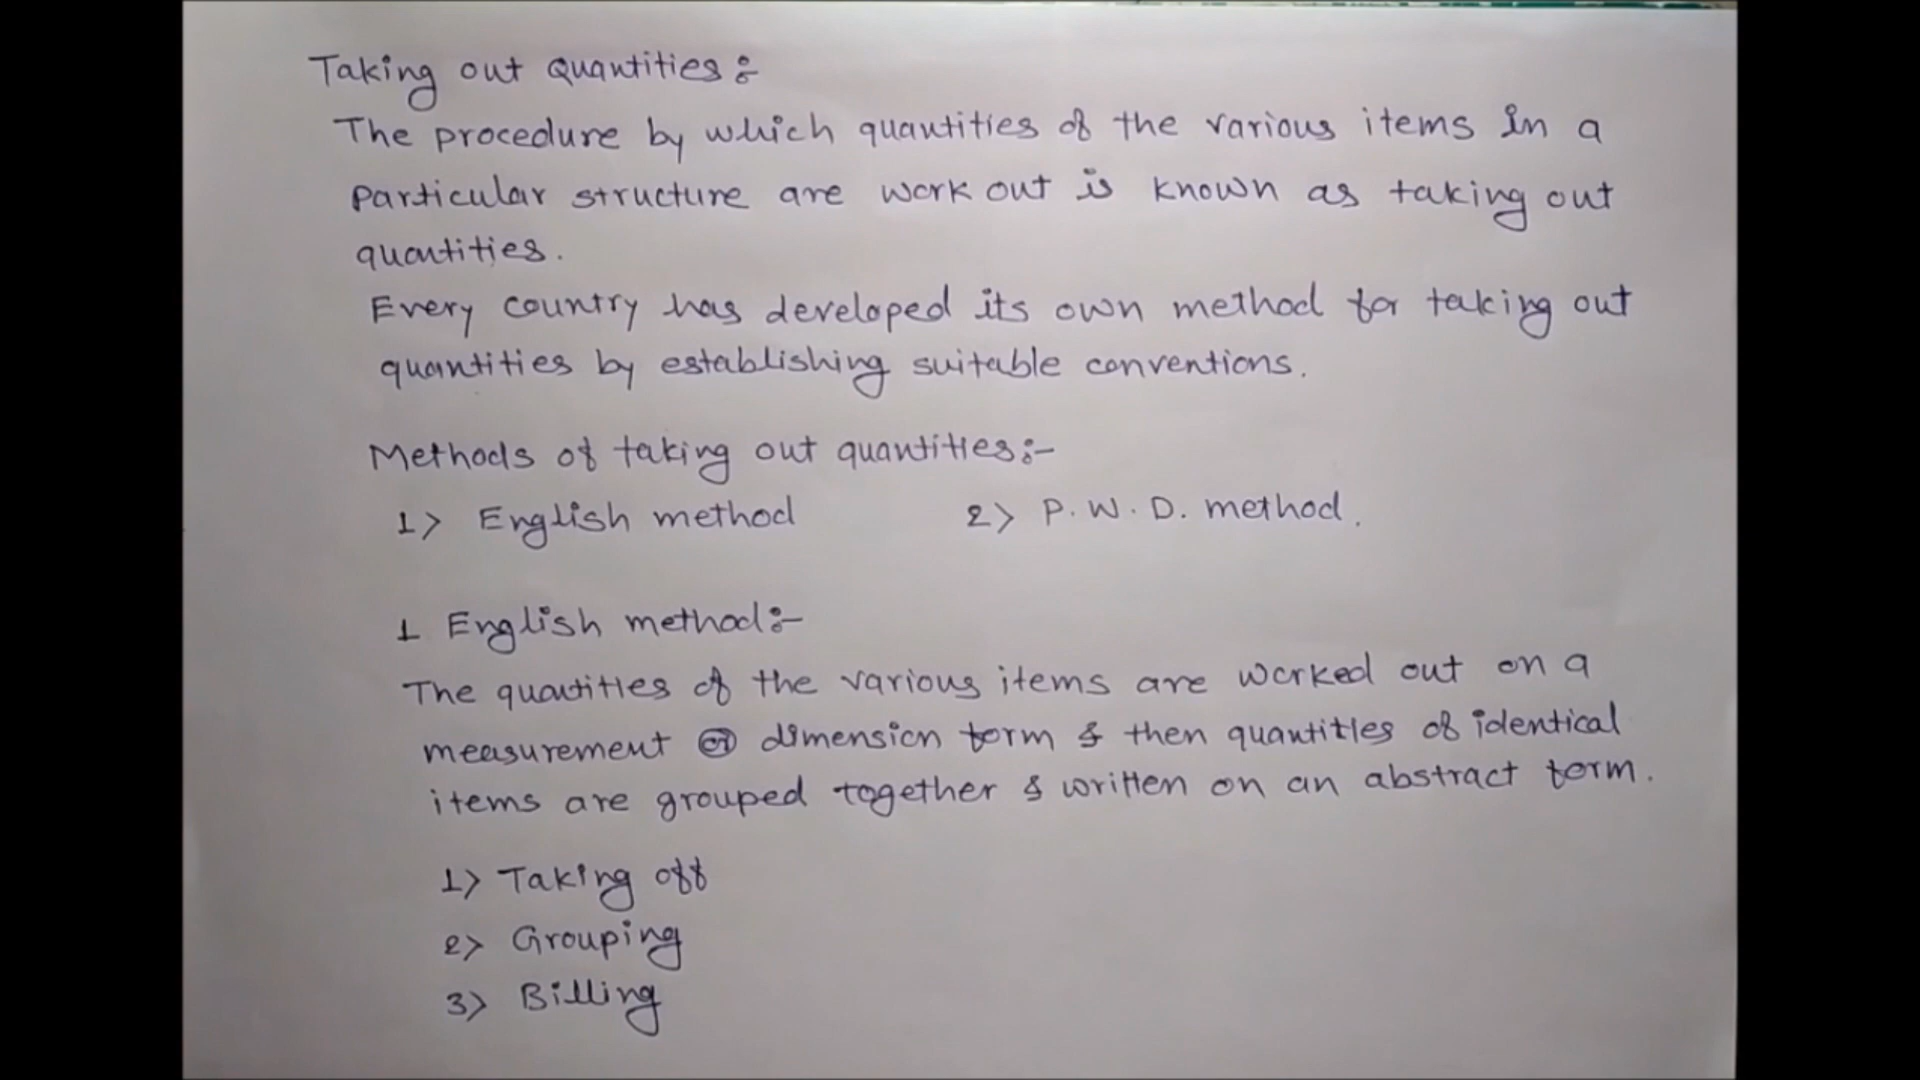 Taking out Quantities :-
The procedure by which quantities of the various items in a
Particular structure are work out is known as taking out
quantities.
Every country has developed its own method for taking out
quantities by establishing suitable conventions.
Methods of taking out quantities :-
1) English method 2) P.W.D. method.
1 English method :-
The quantities of the various items are worked out on a
measurement or dimension form & then quantities of identical
items are grouped together & written on an abstract form.
1) Taking off
2) Grouping
3) Billing